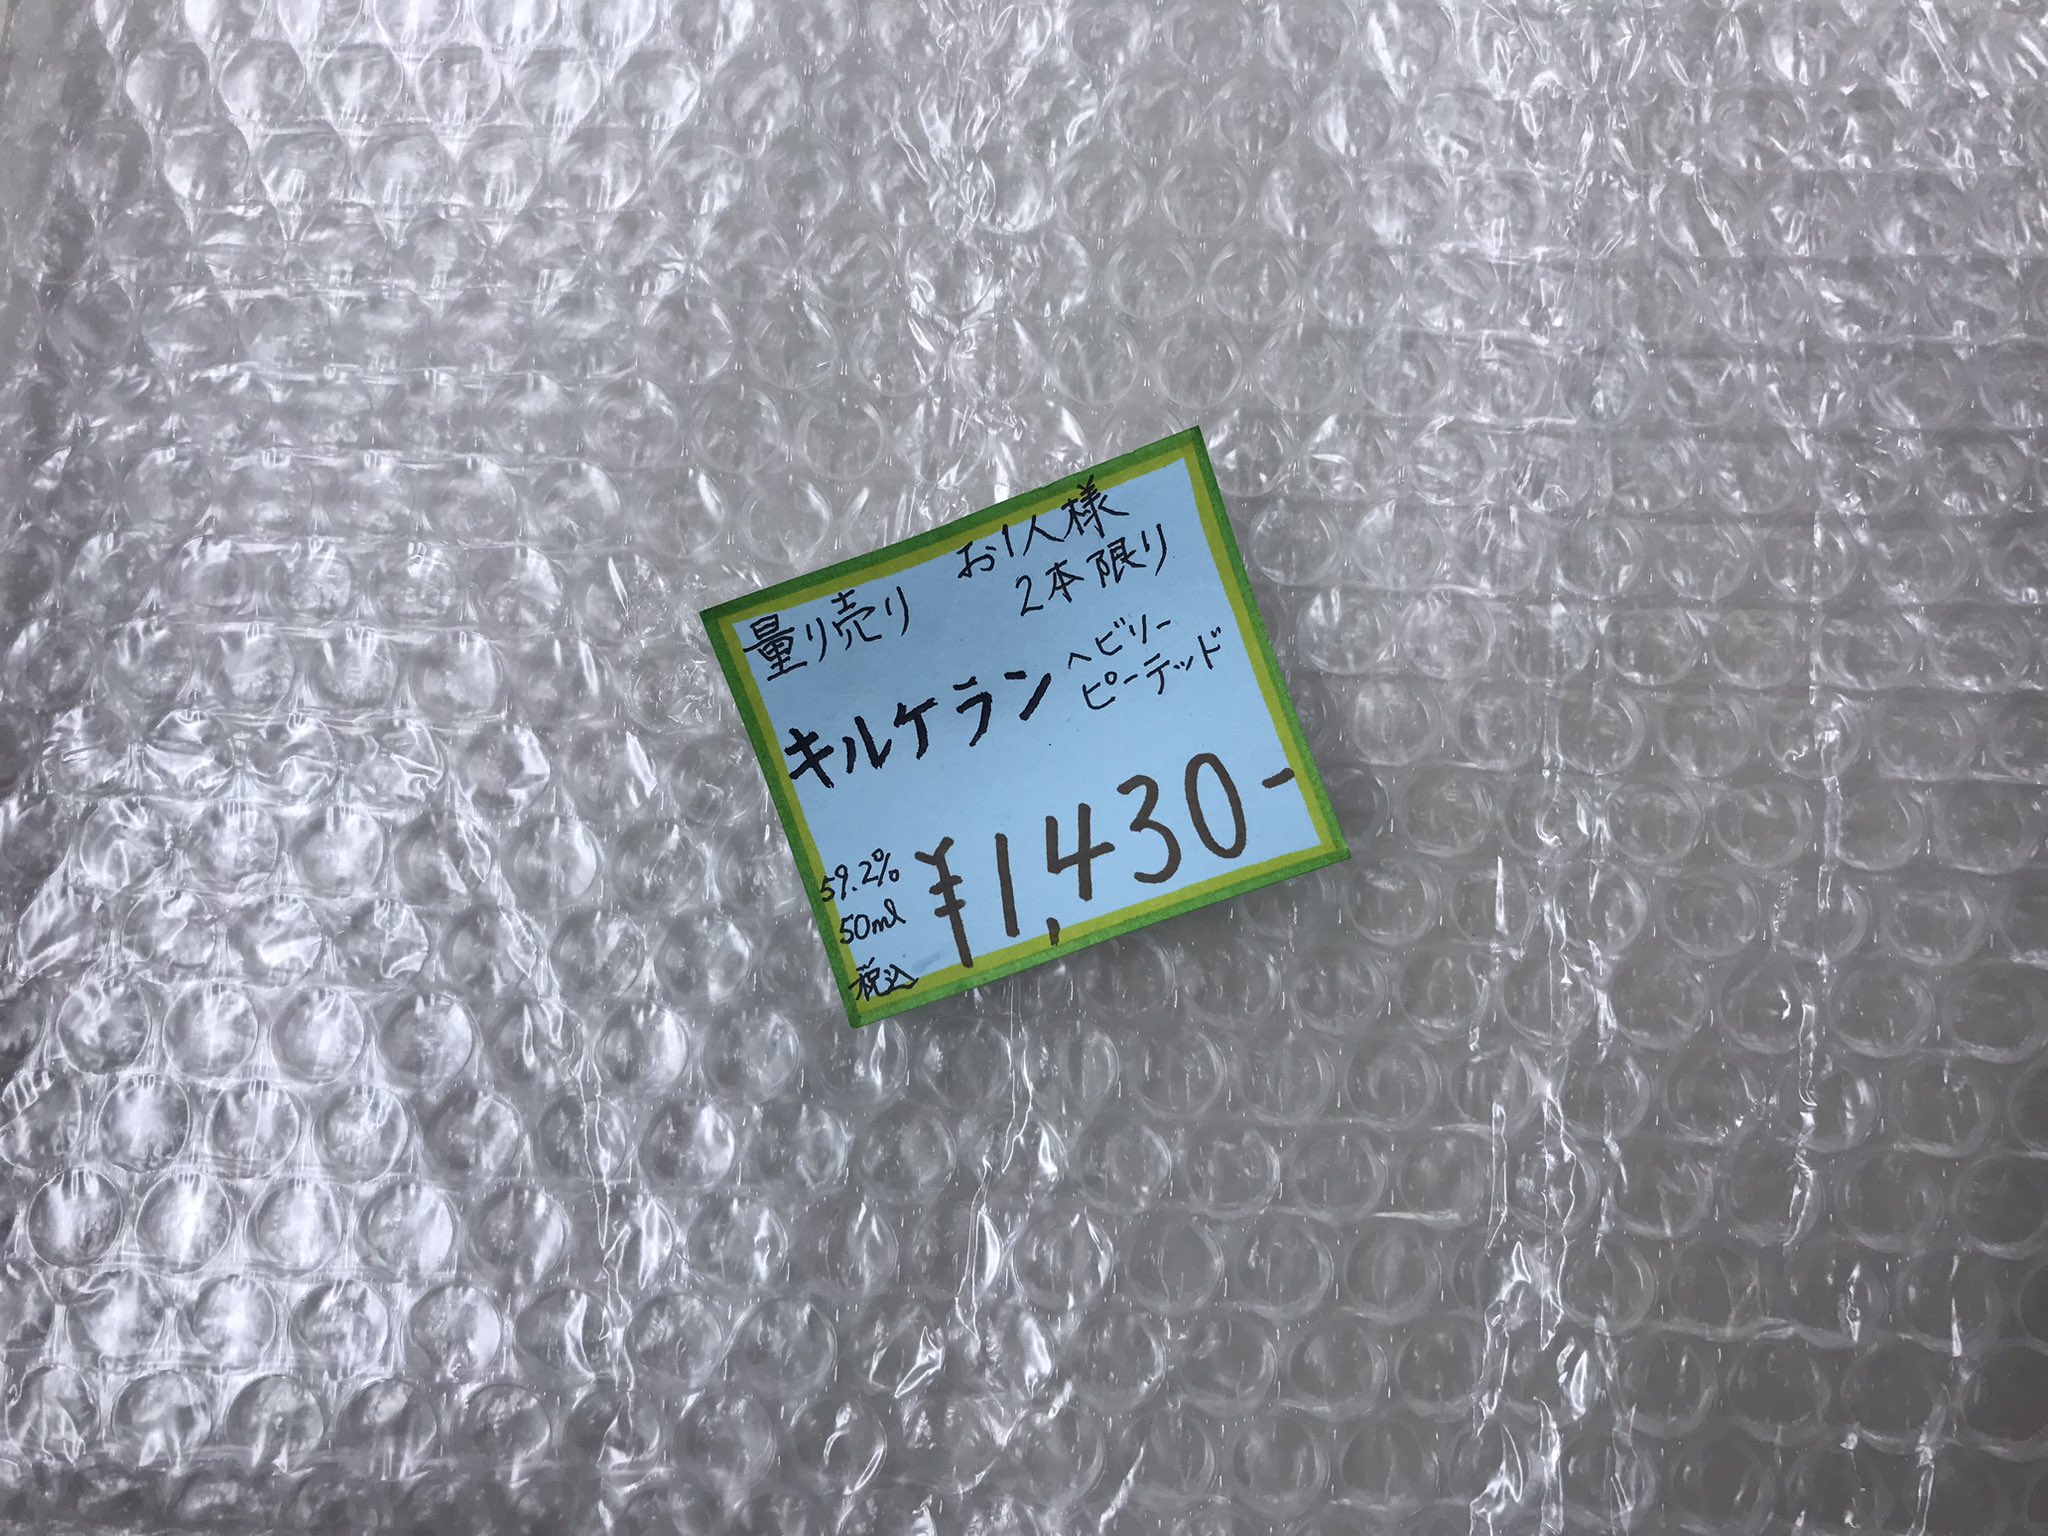 お1人様
2本限り
量り売り
キルケラン
ヘビリー
ピーテッド
59.2%
50ml
¥1,430-
税込